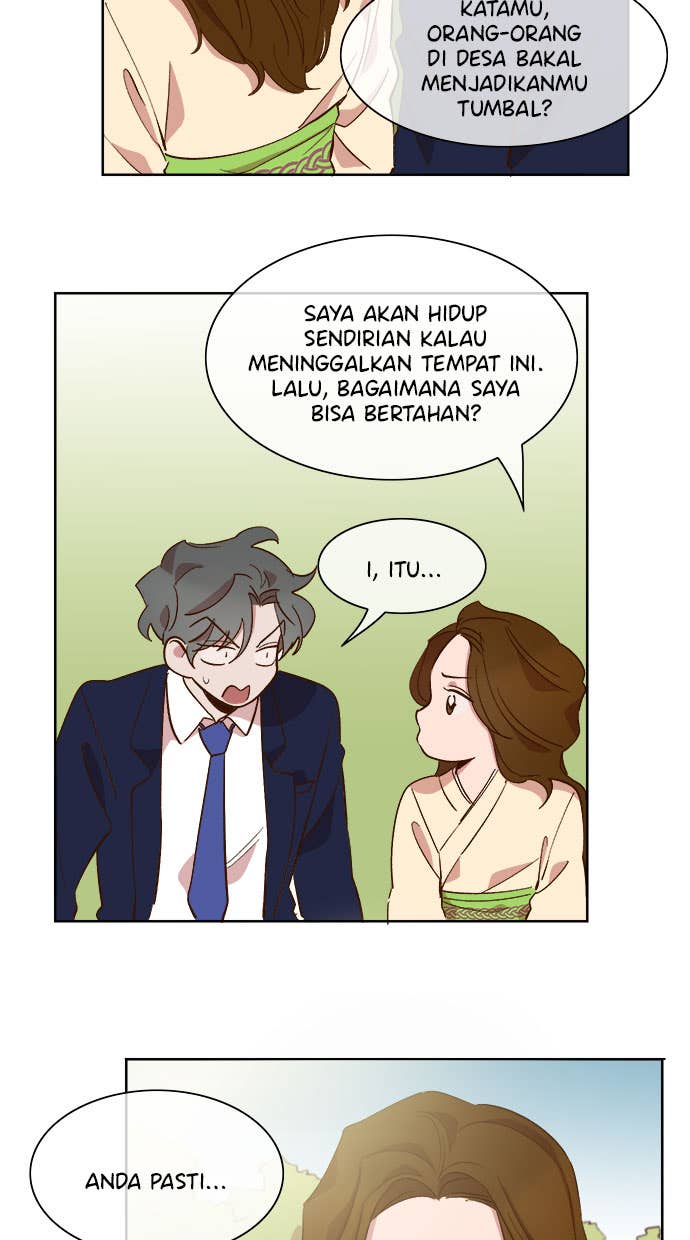 KATAMU,
ORANG-ORANG
DI DESA BAKAL
MENJADIKANMU
TUMBAL?
SAYA AKAN HIDUP
SENDIRIAN KALAU
MENINGGALKAN TEMPAT INI.
LALU, BAGAIMANA SAYA
BISA BERTAHAN?
I, ITU...
ANDA PASTI...